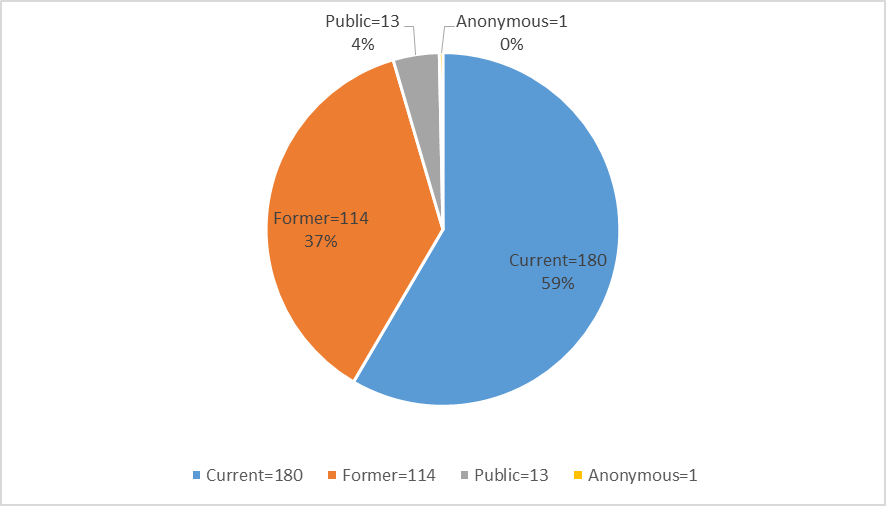 Public=13
4%
Anonymous=1
0%
Former=114
37%
Current=180
59%
Current=180 Former=114 Public=13 Anonymous=1